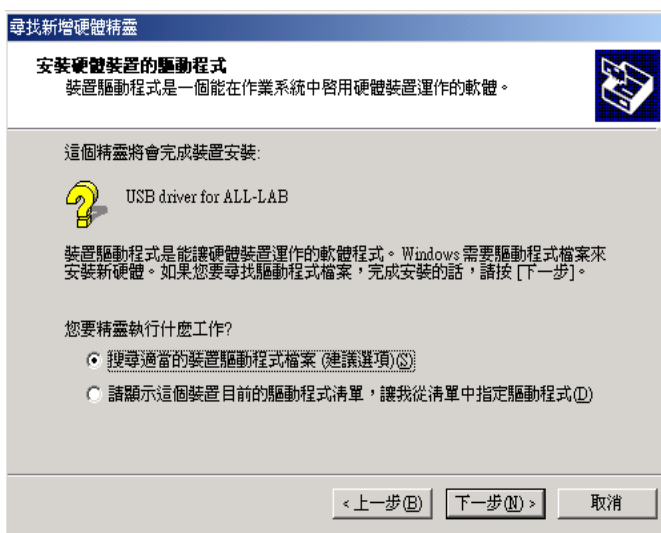 尋找新增硬體精靈
安裝硬體裝置的驅動程式
裝置驅動程式是一個能在作業系統中啓用硬體裝置運作的軟體。
這個精靈將會完成裝置安裝:
USB driver for ALL-LAB
裝置驅動程式是能讓硬體裝置運作的軟體程式。Windows 需要驅動程式檔案來
安裝新硬體。如果您要尋找驅動程式檔案，完成安裝的話，請按 [下一步]。
您要精靈執行什麼工作?
搜尋適當的裝置驅動程式檔案 (建議選項)(S)
請顯示這個裝置目前的驅動程式清單，讓我從清單中指定驅動程式(D)
< 上一步(B) 下一步(N) > 取消